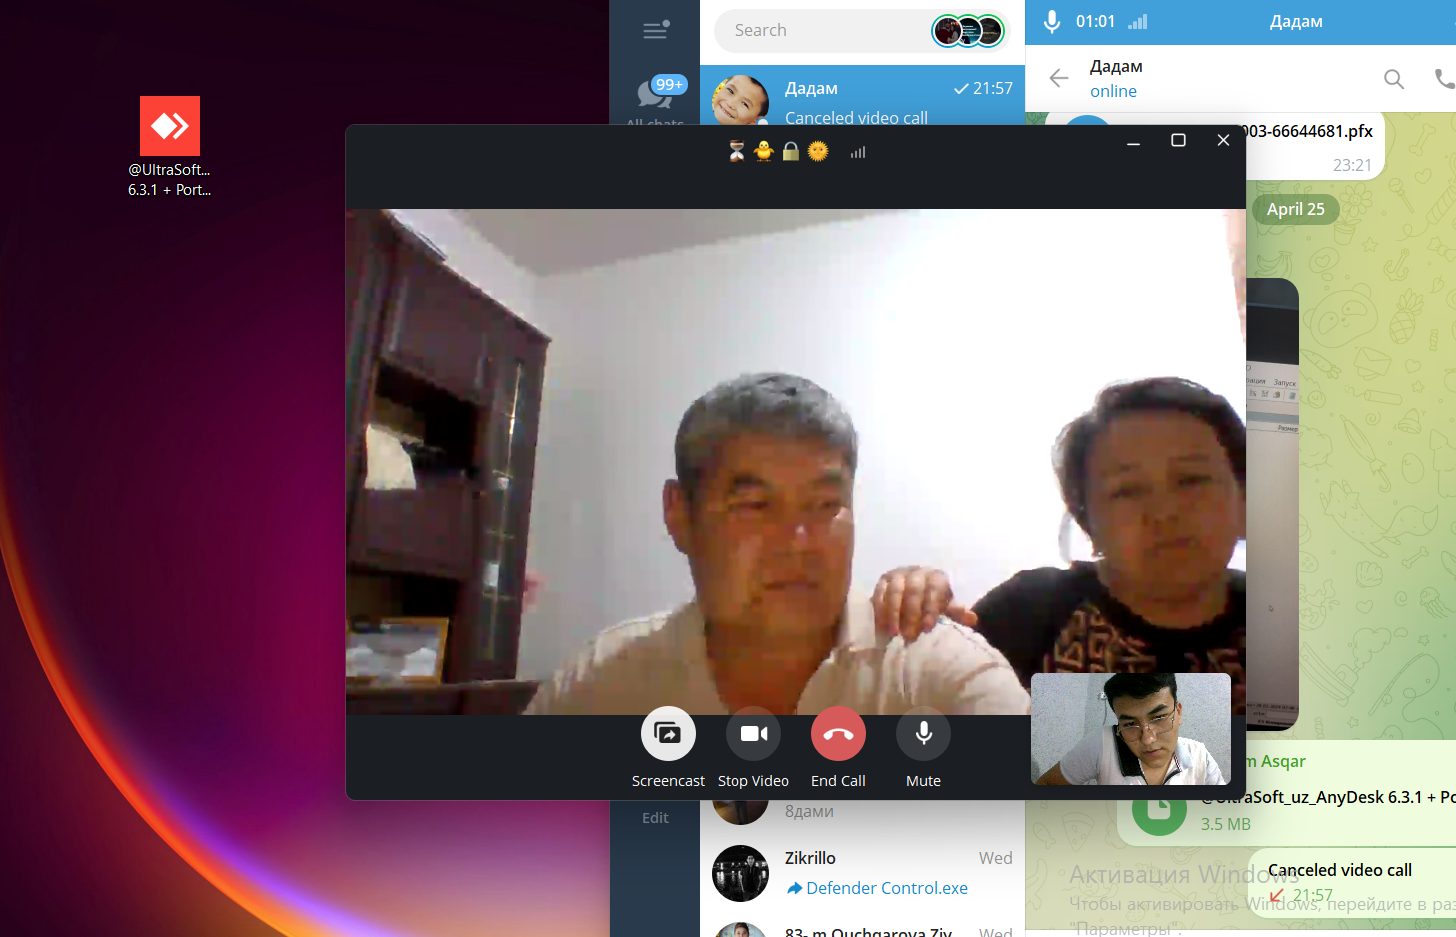 @UltraSoft...
6.3.1 + Port...
99+
All chats
Edit
Search
Дадам
21:57
Canceled video call
8дами
Zikrillo
Wed
Defender Control.exe
83- m Ouchqarova Ziy...
Wed
01:01
Дадам
Дадам
online
003-66644681.pfx
23:21
April 25
Запуск
Размер
m Asqar
@UltraSoft_uz_AnyDesk 6.3.1 + Po
3.5 MB
Canceled video call
21:57
Активация Windows
Чтобы активировать Windows, перейдите в раз
"Параметры".
Screencast
Stop Video
End Call
Mute